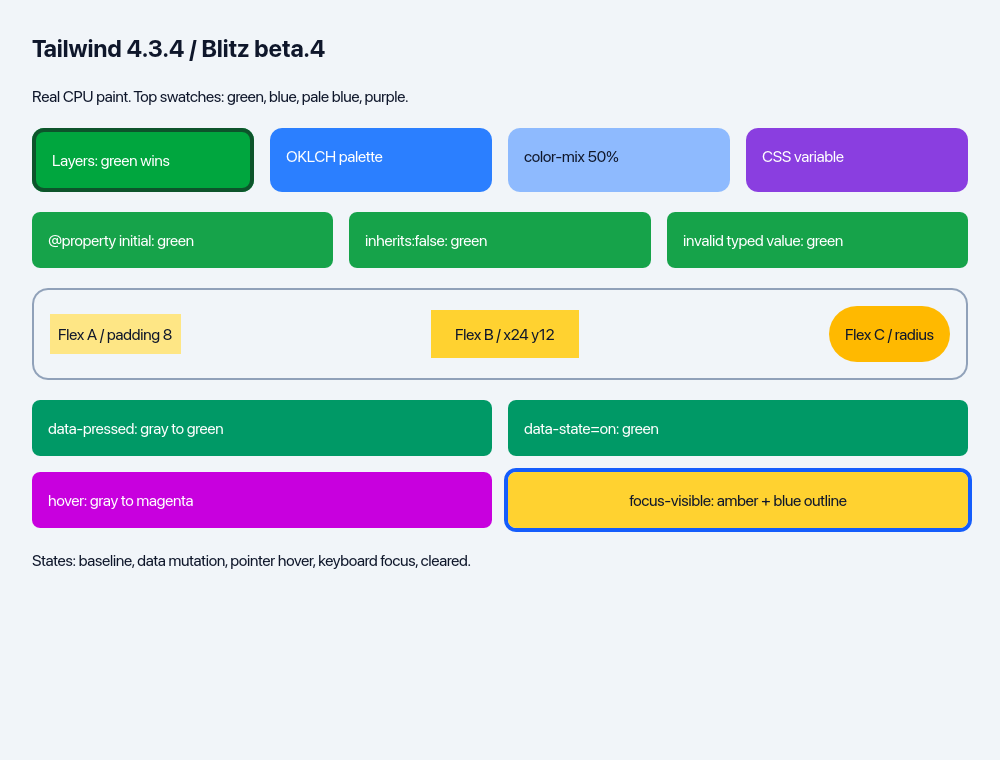 Tailwind 4.3.4 / Blitz beta.4
Real CPU paint. Top swatches: green, blue, pale blue, purple.
Layers: green wins
OKLCH palette
color-mix 50%
CSS variable
@property initial: green
inherits:false: green
invalid typed value: green
Flex A / padding 8
Flex B / x24 y12
Flex C / radius
data-pressed: gray to green
data-state=on: green
hover: gray to magenta
focus-visible: amber + blue outline
States: baseline, data mutation, pointer hover, keyboard focus, cleared.